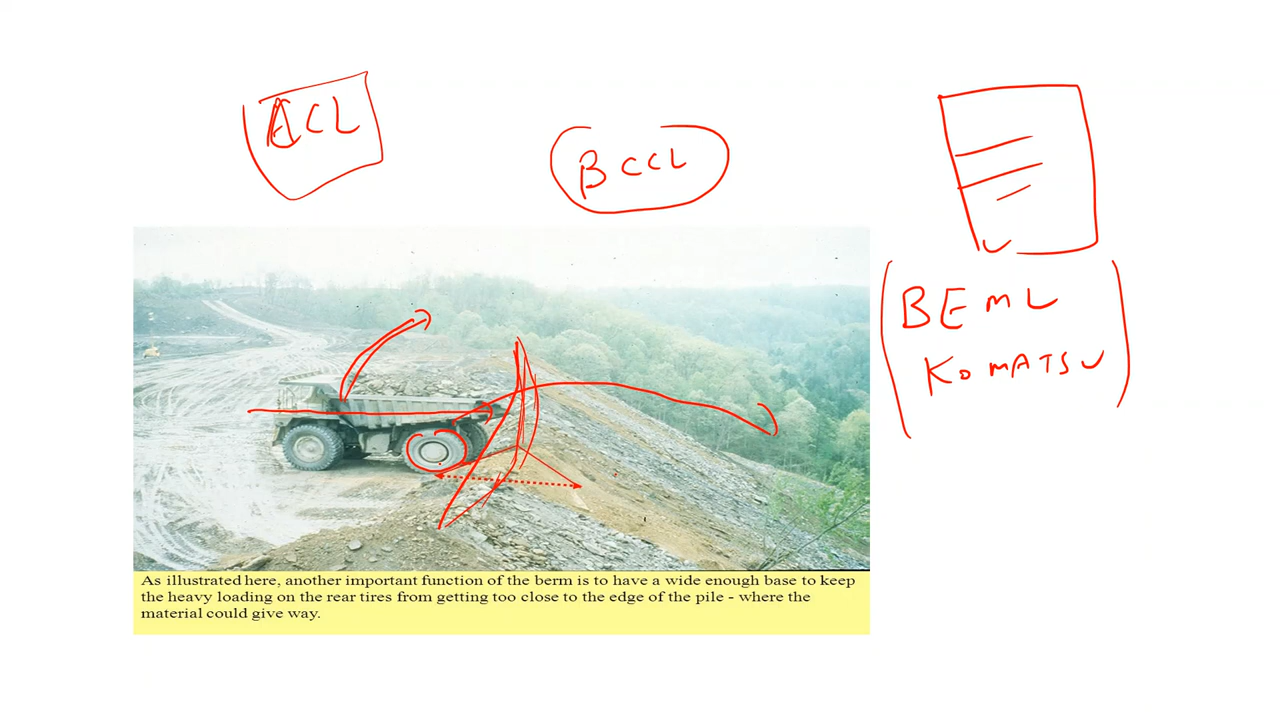 BCCL
BEML
KOMATSU
As illustrated here, another important function of the berm is to have a wide enough base to keep
the heavy loading on the rear tires from getting too close to the edge of the pile - where the
material could give way.